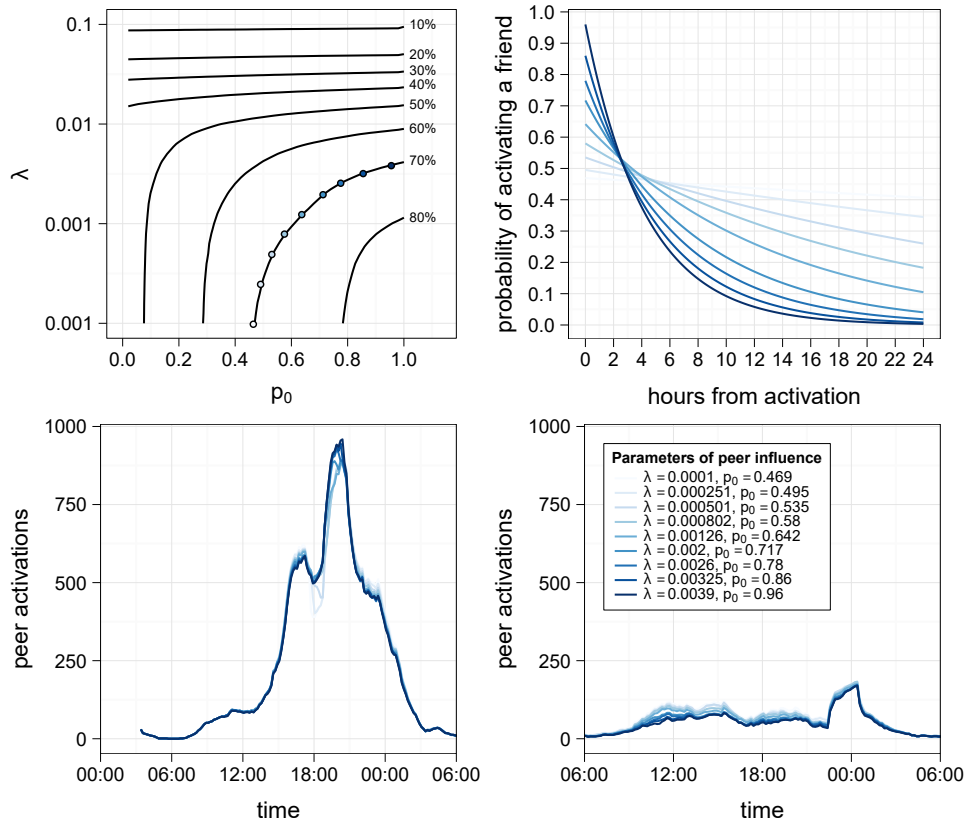 0.1
0.01
0.001
0.001
λ
10%
20%
30%
40%
50%
60%
70%
80%
0.0 0.2 0.4 0.6 0.8 1.0
p0
probability of activating a friend
1.0
0.9
0.8
0.7
0.6
0.5
0.4
0.3
0.2
0.1
0.0
0 2 4 6 8 10 12 14 16 18 20 22 24
hours from activation
peer activations
1000
750
500
250
0
00:00 06:00 12:00 18:00 00:00 06:00
time
peer activations
1000
750
500
250
0
Parameters of peer influence
λ = 0.0001, p0 = 0.469
λ = 0.000251, p0 = 0.495
λ = 0.000501, p0 = 0.535
λ = 0.000802, p0 = 0.58
λ = 0.00126, p0 = 0.642
λ = 0.002, p0 = 0.717
λ = 0.0026, p0 = 0.78
λ = 0.00325, p0 = 0.86
λ = 0.0039, p0 = 0.96
06:00 12:00 18:00 00:00 06:00
time